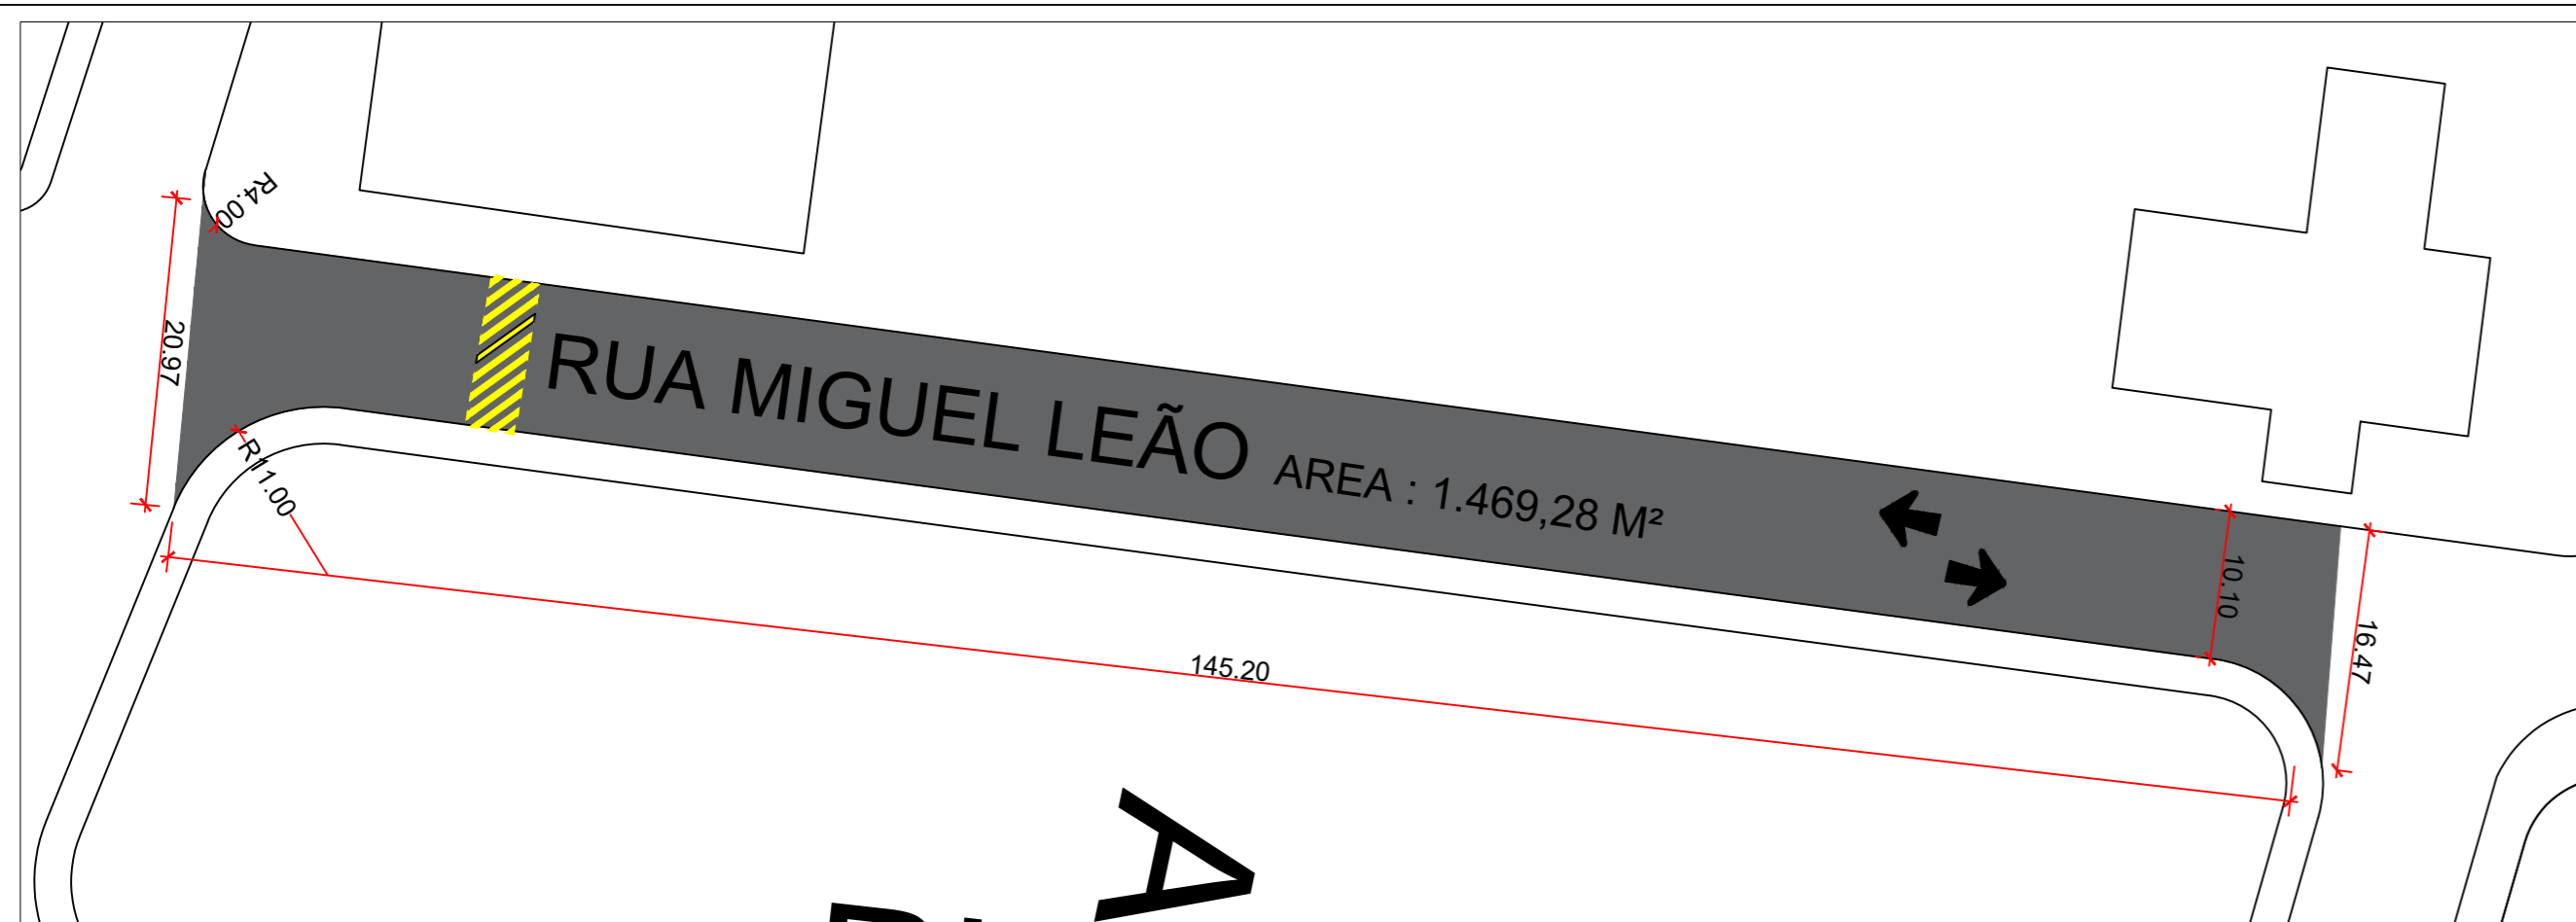 R4.00
20.97
RUA MIGUEL LEÃO
AREA : 1.469,28 M²
R11.00
10.10
16.47
145.20
A